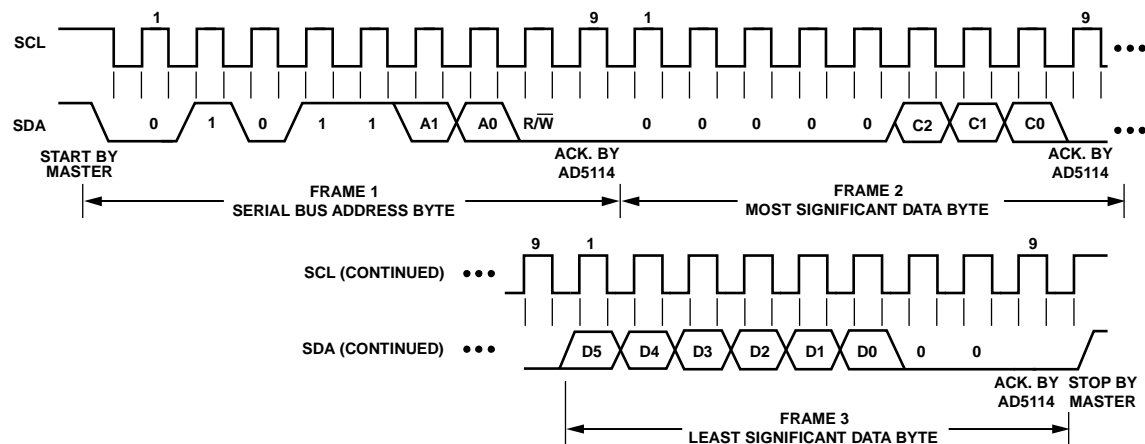 1 9 1 9
SCL
SDA 0 1 0 1 1 A1 A0 R/W̅ 0 0 0 0 0 C2 C1 C0
START BY
MASTER
ACK. BY
AD5114
ACK. BY
AD5114
FRAME 1
SERIAL BUS ADDRESS BYTE
FRAME 2
MOST SIGNIFICANT DATA BYTE
9 1 9
SCL (CONTINUED)
SDA (CONTINUED) D5 D4 D3 D2 D1 D0 0 0
ACK. BY
AD5114
STOP BY
MASTER
FRAME 3
LEAST SIGNIFICANT DATA BYTE